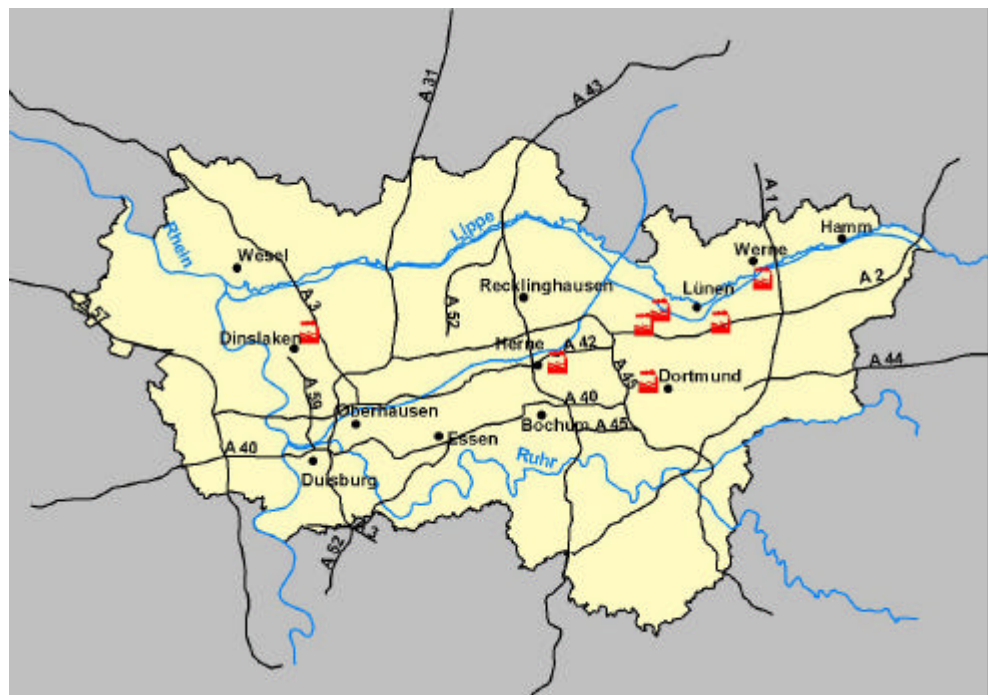 A 31
A 43
A 1
Rhein
Lippe
Hamm
Wesel
Werne
A 2
A 3
Recklinghausen
Lünen
A 57
A 52
Dinslaken
Herne
A 42
A 44
A 45
Dortmund
A 59
Oberhausen
A 40
Bochum
A 45
Essen
A 40
Ruhr
Duisburg
A 3
A 52